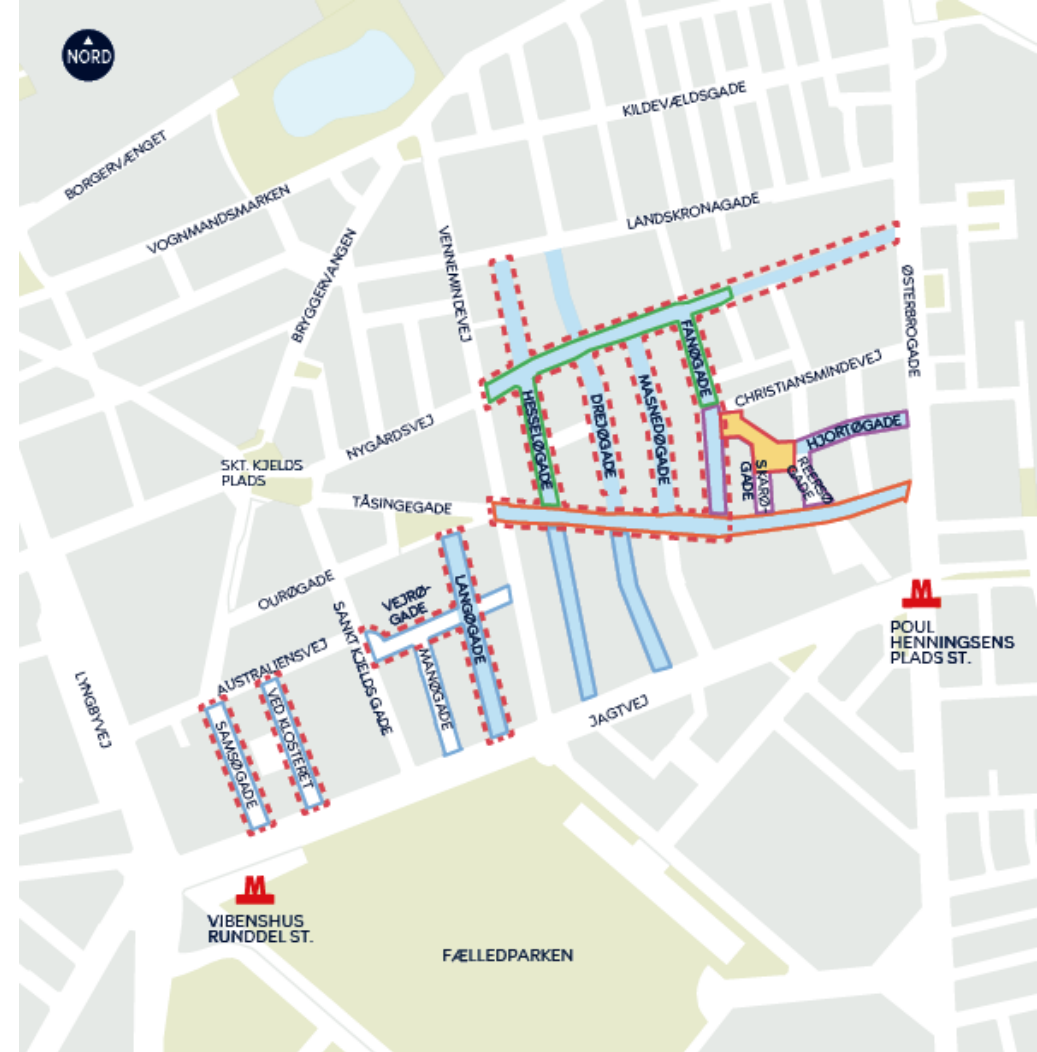 NORD
KILDEVÆLDSGADE
BORGERVÆNGET
VOGNMANDSMARKEN
LANDSKRONAGADE
BRYGGERVANGEN
VENNEMINDEVEJ
ØSTERBROGADE
FANØGADE
CHRISTIANSMINDEVEJ
HESSELØGADE
DREJØGADE
MASNEDØGADE
NYGÅRDSVEJ
HJORTØGADE
SKT. KJELDS
PLADS
SKARØ-
GADE
REERSØ
GADE
TÅSINGEGADE
OURØGADE
VEJRØ-
GADE
LANGØGADE
SANKT KJELDS GADE
MANØGADE
AUSTRALIENSVEJ
M
POUL
HENNINGSENS
PLADS ST.
LYNGBYVEJ
SAMSØGADE
VED KLOSTERET
JAGTVEJ
M
VIBENSHUS
RUNDDEL ST.
FÆLLEDPARKEN